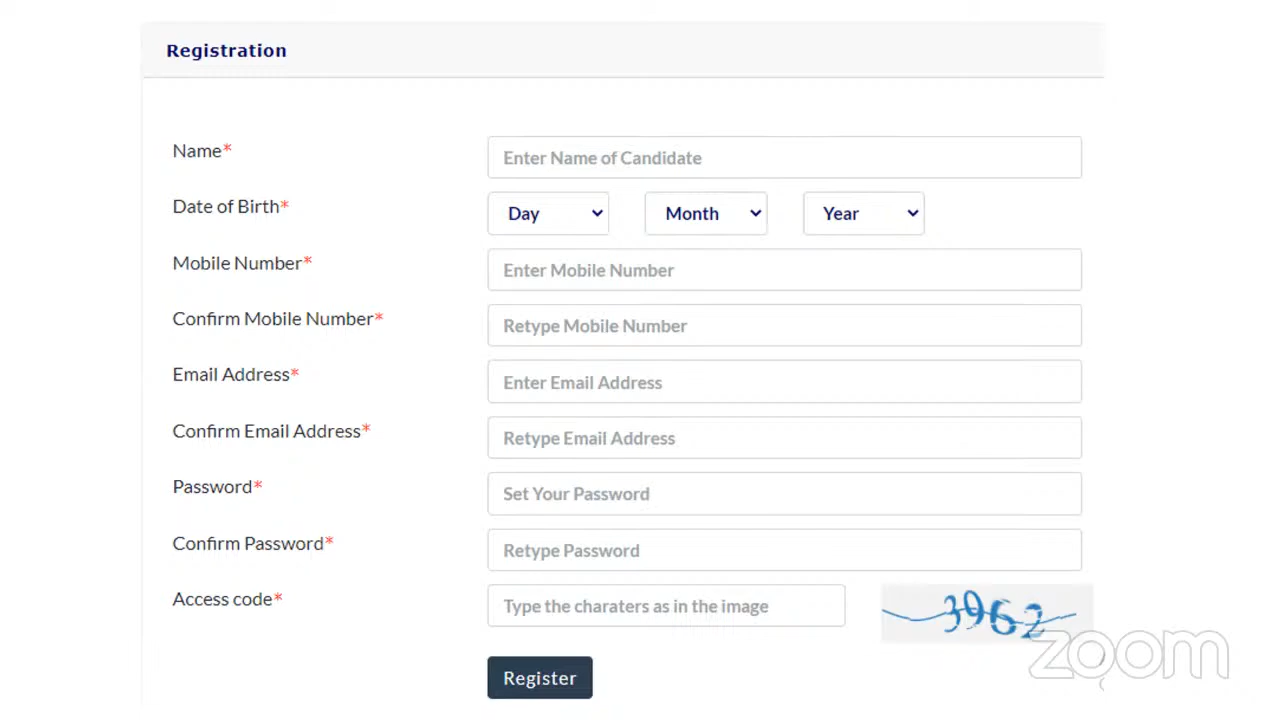 Registration
Name*
Enter Name of Candidate
Date of Birth*
Day Month Year
Mobile Number*
Enter Mobile Number
Confirm Mobile Number*
Retype Mobile Number
Email Address*
Enter Email Address
Confirm Email Address*
Retype Email Address
Password*
Set Your Password
Confirm Password*
Retype Password
Access code*
Type the charaters as in the image
3962
zoom
Register